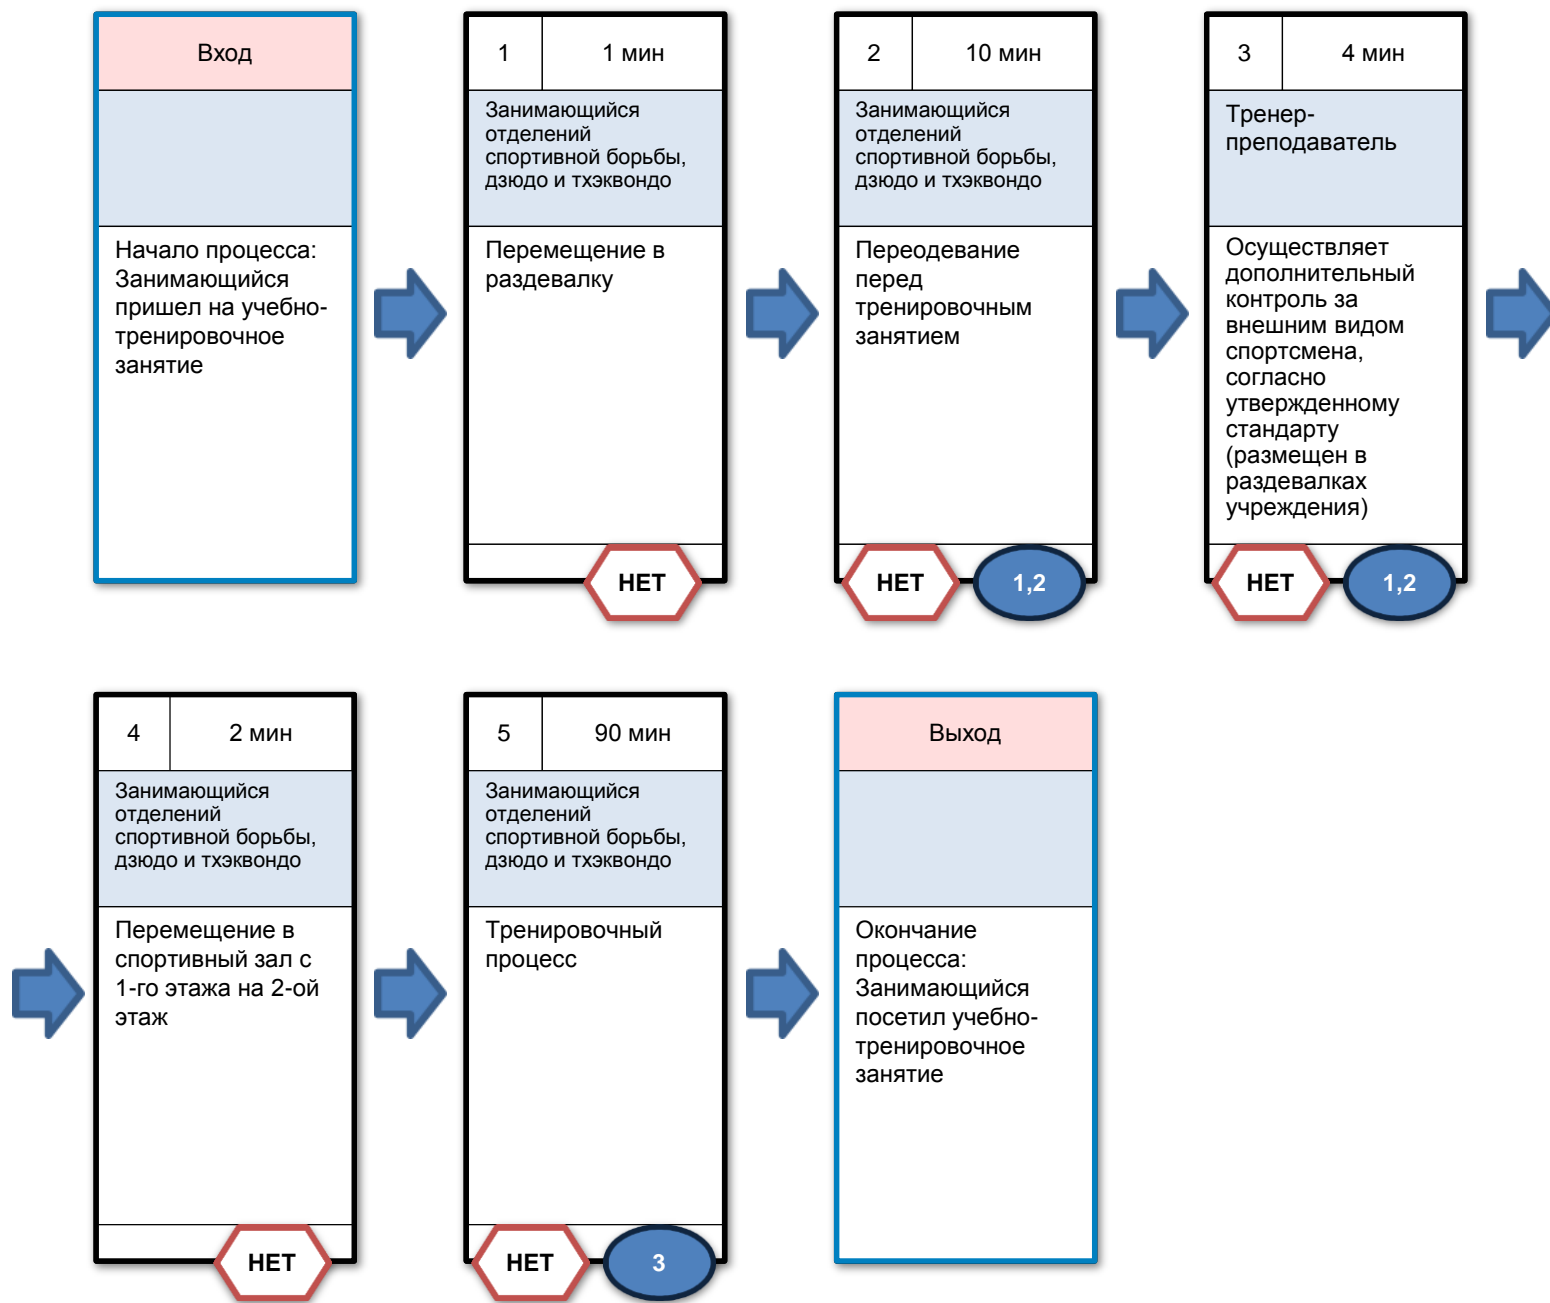 Вход
Начало процесса:
Занимающийся
пришел на учебно-
тренировочное
занятие
1
1 мин
Занимающийся
отделений
спортивной борьбы,
дзюдо и тхэквондо
Перемещение в
раздевалку
НЕТ
2
10 мин
Занимающийся
отделений
спортивной борьбы,
дзюдо и тхэквондо
Переодевание
перед
тренировочным
занятием
НЕТ
1,2
3
4 мин
Тренер-
преподаватель
Осуществляет
дополнительный
контроль за
внешним видом
спортсмена,
согласно
утвержденному
стандарту
(размещен в
раздевалках
учреждения)
НЕТ
1,2
4
2 мин
Занимающийся
отделений
спортивной борьбы,
дзюдо и тхэквондо
Перемещение в
спортивный зал с
1-го этажа на 2-ой
этаж
НЕТ
5
90 мин
Занимающийся
отделений
спортивной борьбы,
дзюдо и тхэквондо
Тренировочный
процесс
НЕТ
3
Выход
Окончание
процесса:
Занимающийся
посетил учебно-
тренировочное
занятие